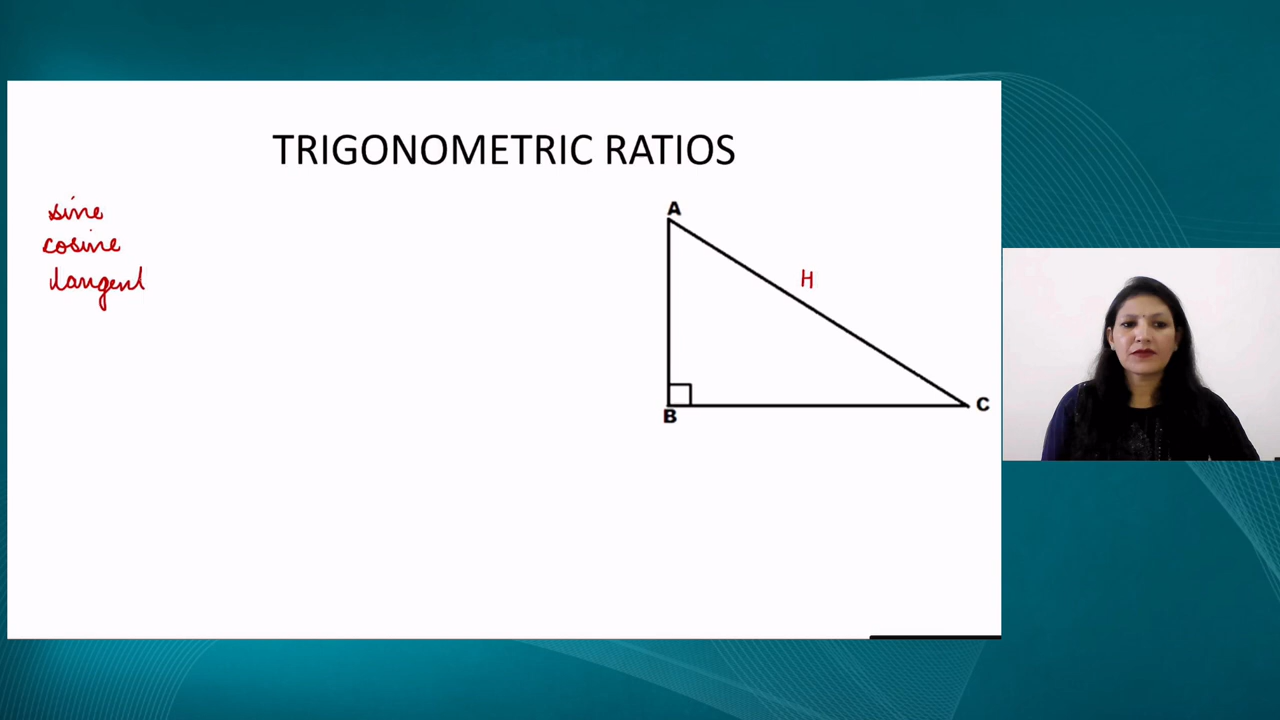 TRIGONOMETRIC RATIOS
sine
cosine
tangent
A
H
B
C